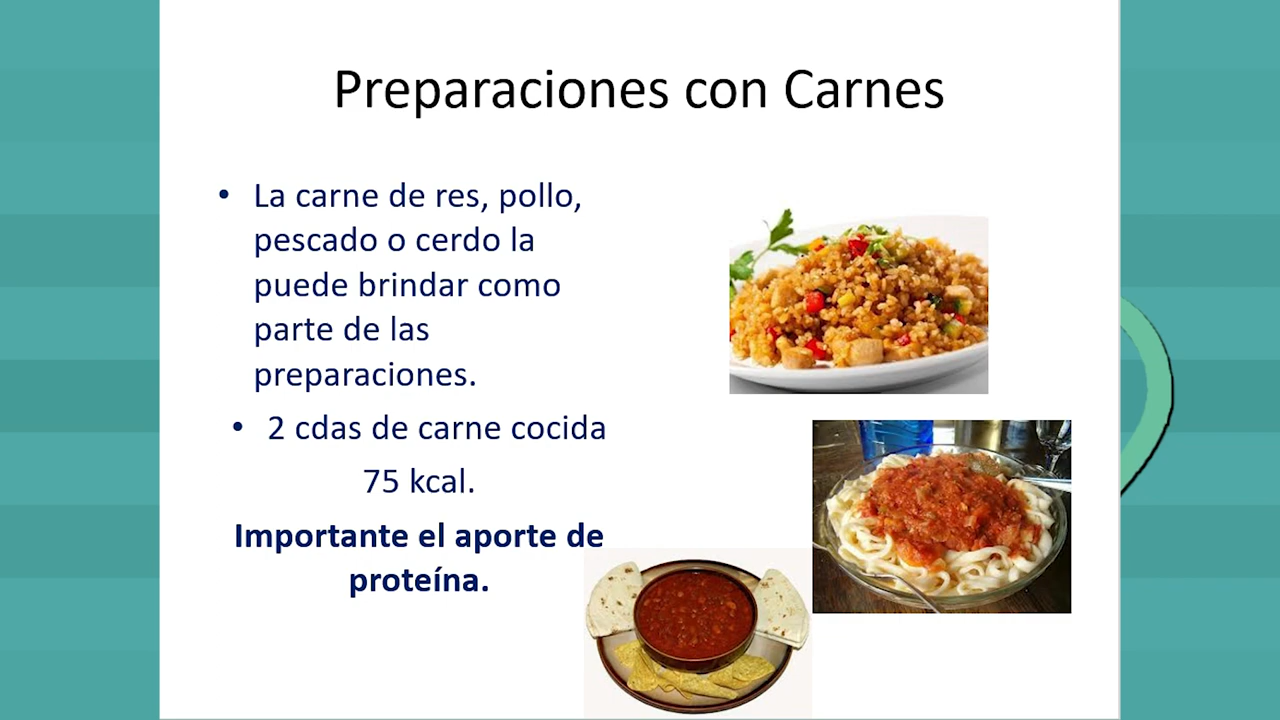 Preparaciones con Carnes
• La carne de res, pollo,
pescado o cerdo la
puede brindar como
parte de las
preparaciones.
• 2 cdas de carne cocida
75 kcal.
Importante el aporte de
proteína.